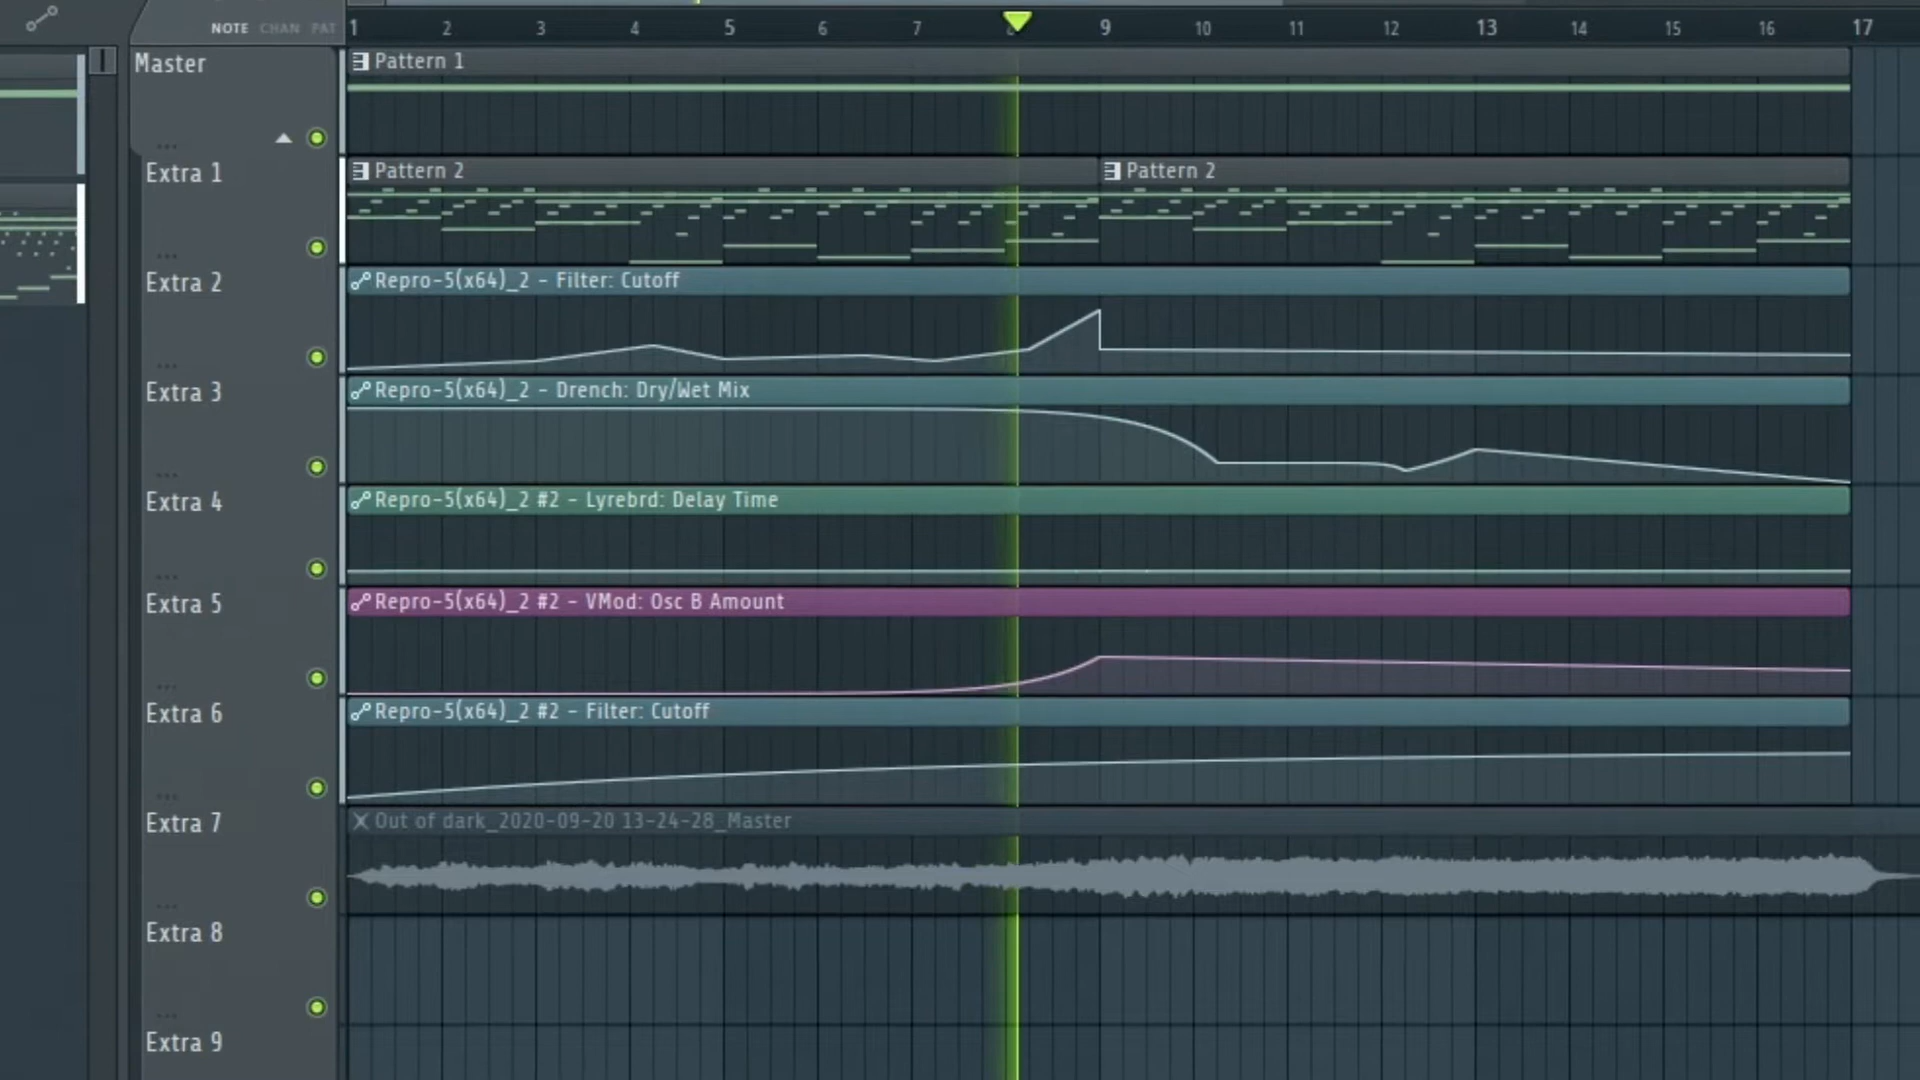 NOTE CHAN PAT
1 2 3 4 5 6 7 8 9 10 11 12 13 14 15 16 17
Master
Pattern 1
...
Extra 1
Pattern 2 Pattern 2
...
Extra 2
Repro-5(x64)_2 - Filter: Cutoff
...
Extra 3
Repro-5(x64)_2 - Drench: Dry/Wet Mix
...
Extra 4
Repro-5(x64)_2 #2 - Lyrebrd: Delay Time
...
Extra 5
Repro-5(x64)_2 #2 - VMod: Osc B Amount
...
Extra 6
Repro-5(x64)_2 #2 - Filter: Cutoff
...
Extra 7
Out of dark_2020-09-20 13-24-28_Master
...
Extra 8
...
Extra 9